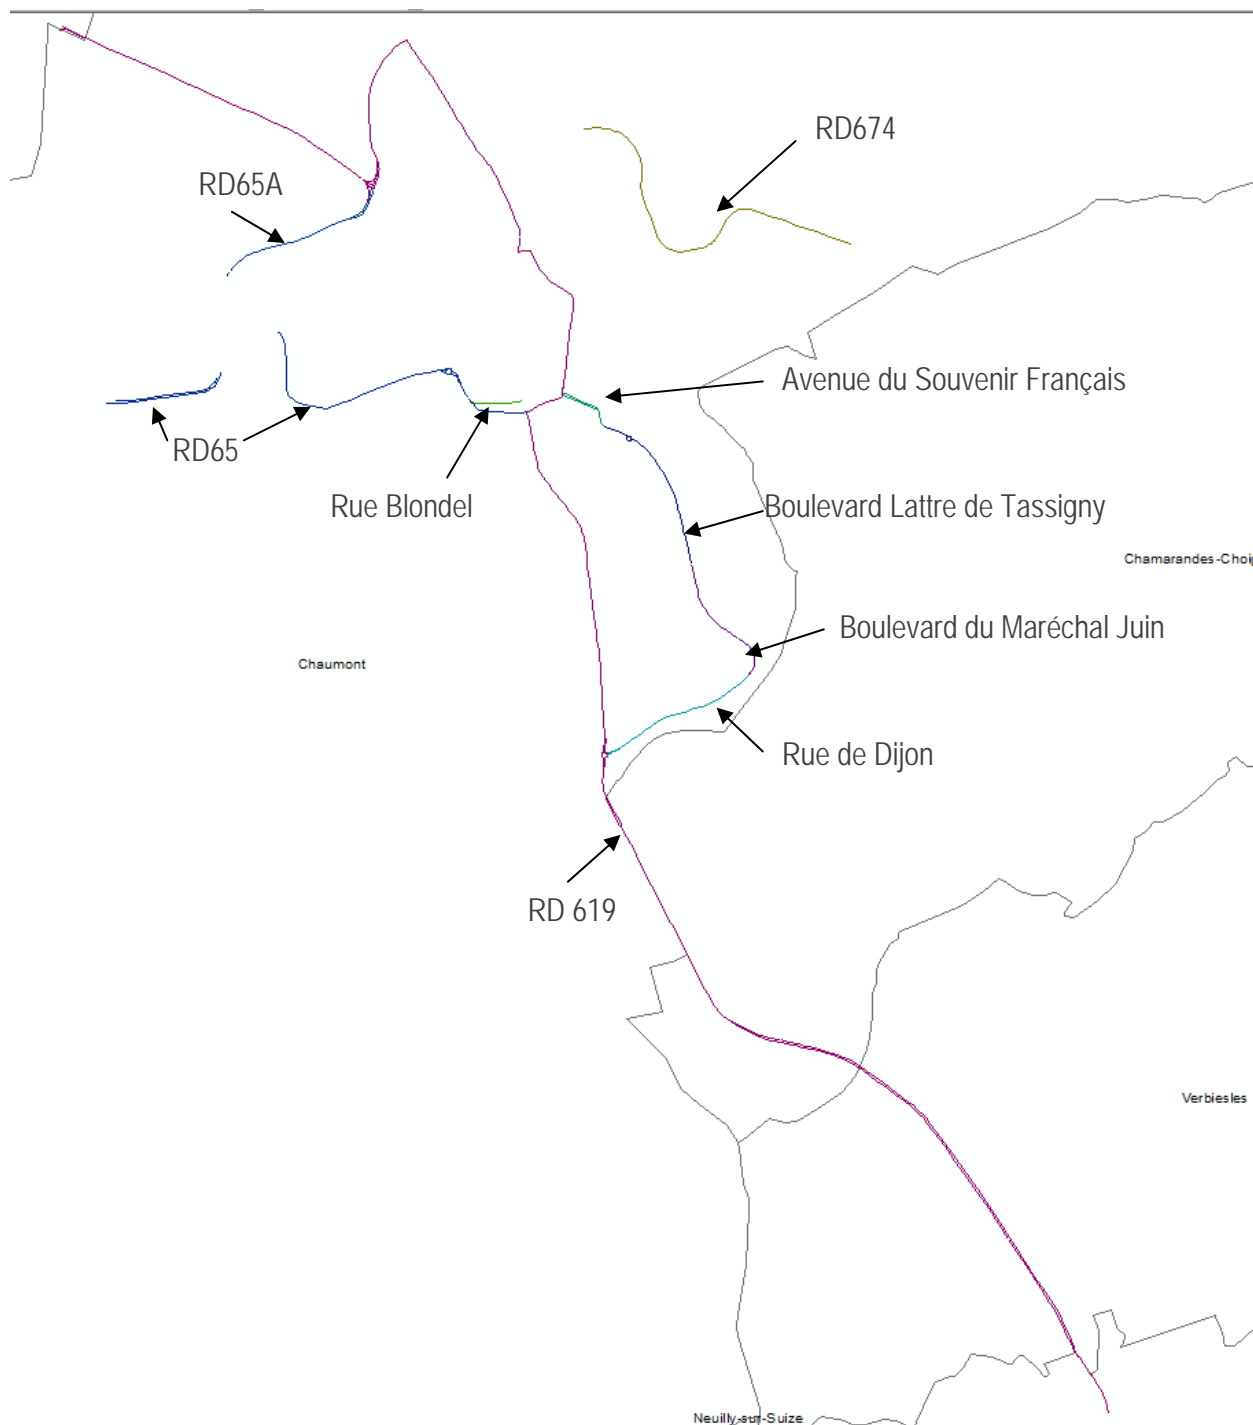 RD674
RD65A
Avenue du Souvenir Français
RD65
Rue Blondel
Boulevard Lattre de Tassigny
Chamarandes-Choig
Boulevard du Maréchal Juin
Chaumont
Rue de Dijon
RD 619
Verbiesles
Neuilly-sur-Suize